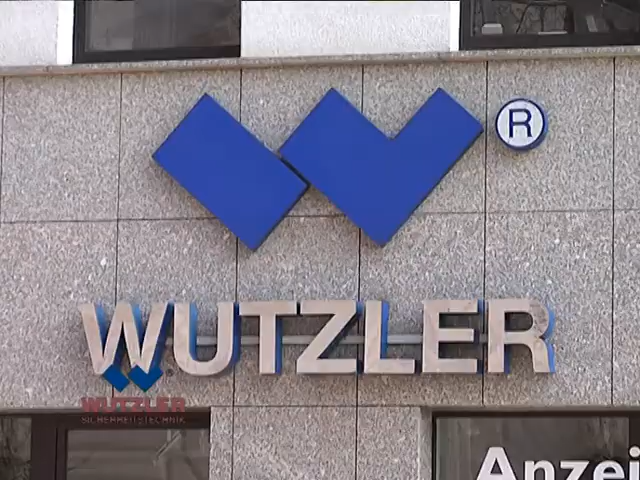 ®
WUTZLER
®
WUTZLER
SICHERHEITSTECHNIK
Anzei